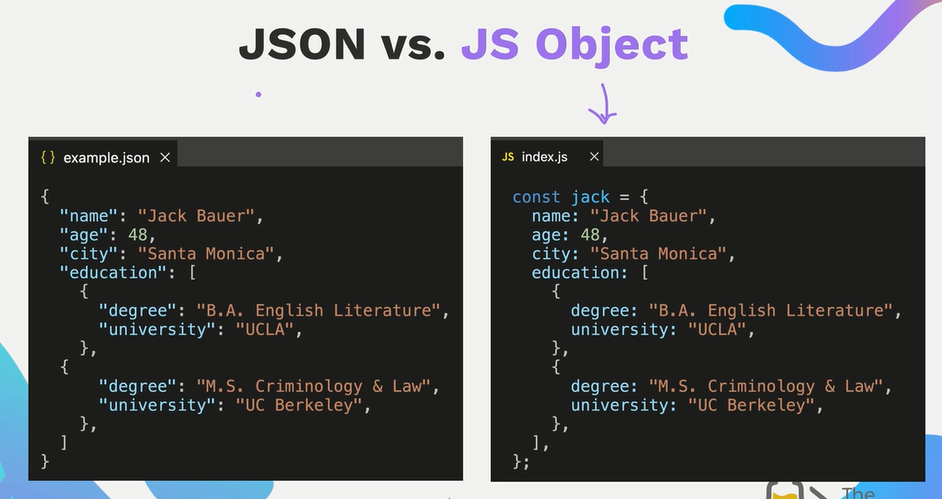 JSON vs. JS Object
{ } example.json ×
{
"name": "Jack Bauer",
"age": 48,
"city": "Santa Monica",
"education": [
{
"degree": "B.A. English Literature",
"university": "UCLA",
},
{
"degree": "M.S. Criminology & Law",
"university": "UC Berkeley",
},
]
}
JS index.js ×
const jack = {
name: "Jack Bauer",
age: 48,
city: "Santa Monica",
education: [
{
degree: "B.A. English Literature",
university: "UCLA",
},
{
degree: "M.S. Criminology & Law",
university: "UC Berkeley",
},
],
};
The